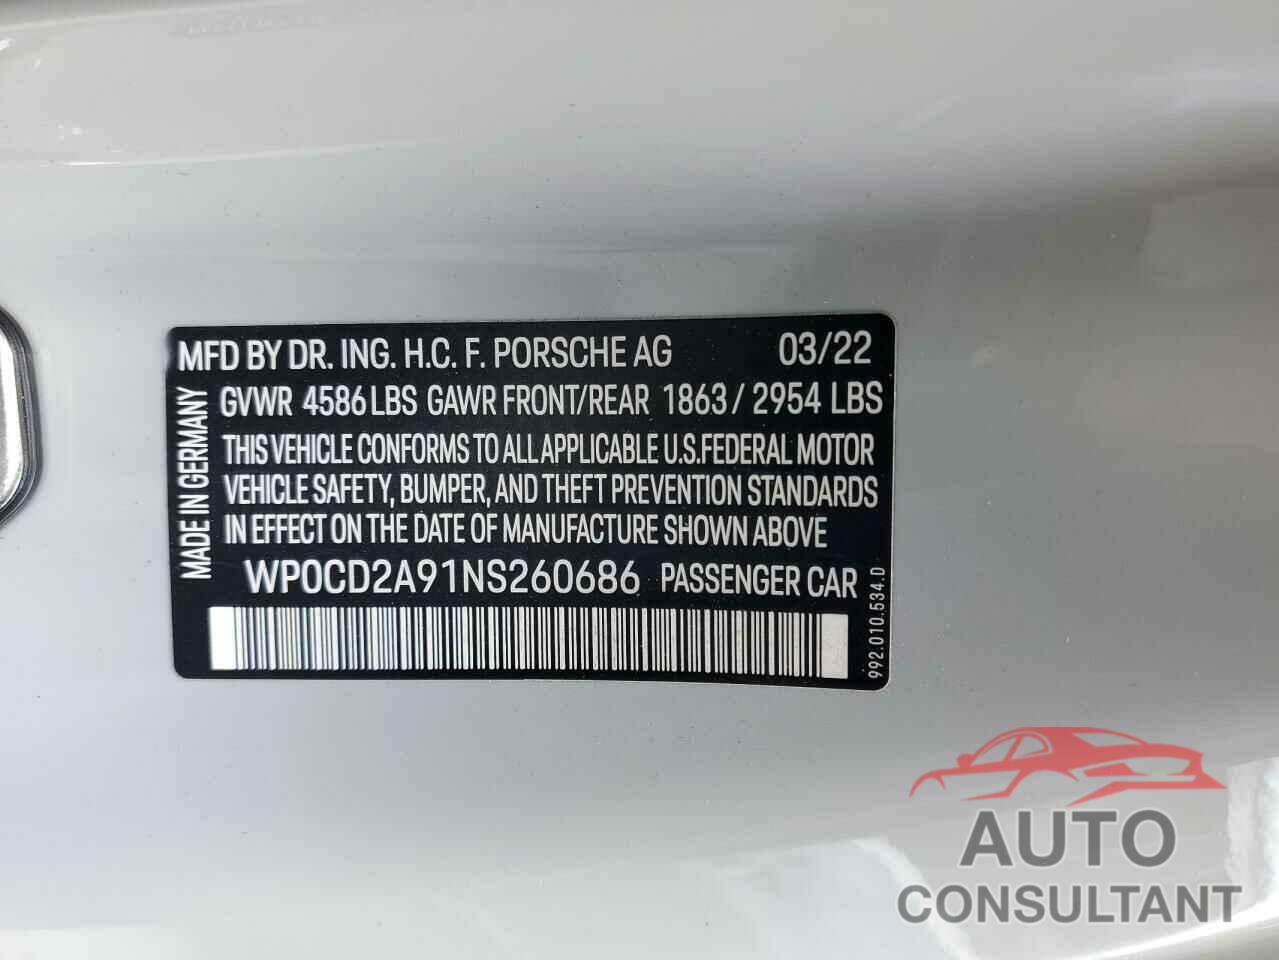 MFD BY DR. ING. H.C. F. PORSCHE AG 03/22
GVWR 4586 LBS GAWR FRONT/REAR 1863 / 2954 LBS
THIS VEHICLE CONFORMS TO ALL APPLICABLE U.S.FEDERAL MOTOR
VEHICLE SAFETY, BUMPER, AND THEFT PREVENTION STANDARDS
IN EFFECT ON THE DATE OF MANUFACTURE SHOWN ABOVE
WP0CD2A91NS260686 PASSENGER CAR
MADE IN GERMANY
992.010.534.D
AUTO
CONSULTANT